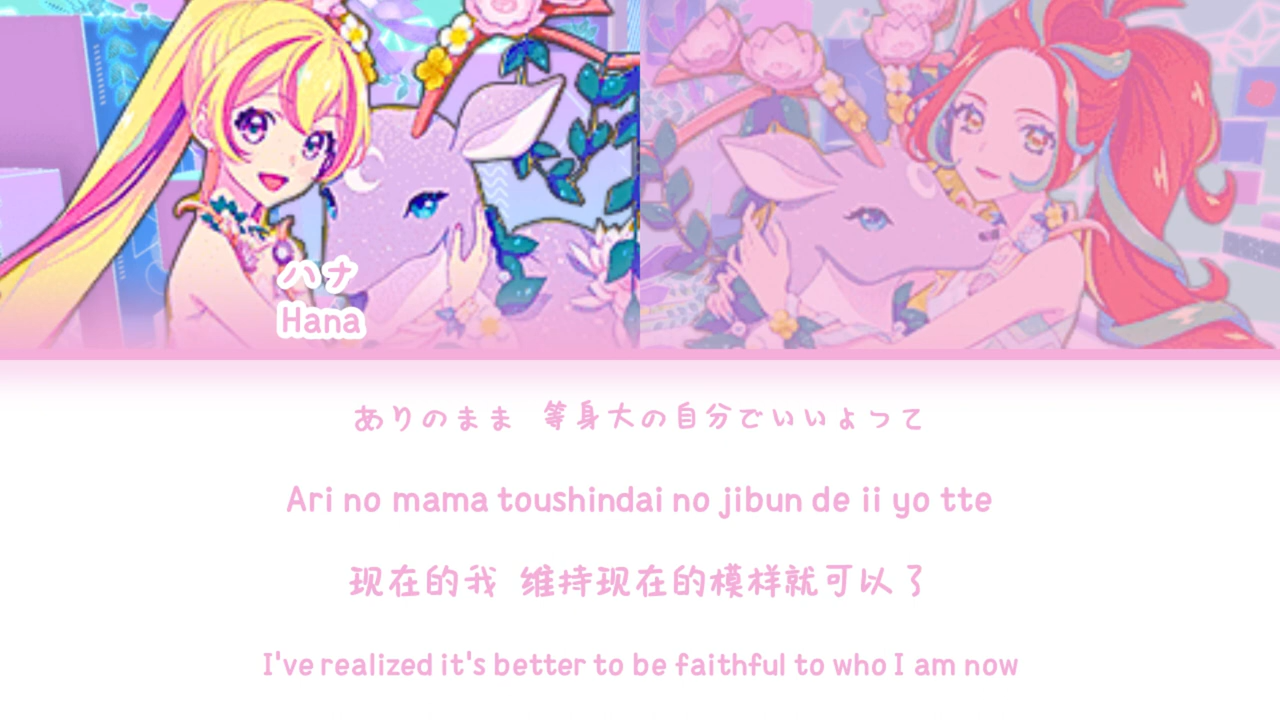 ハナ
Hana
ありのまま 等身大の自分でいいよって
Ari no mama toushindai no jibun de ii yo tte
现在的我 维持现在的模样就可以了
I've realized it's better to be faithful to who I am now